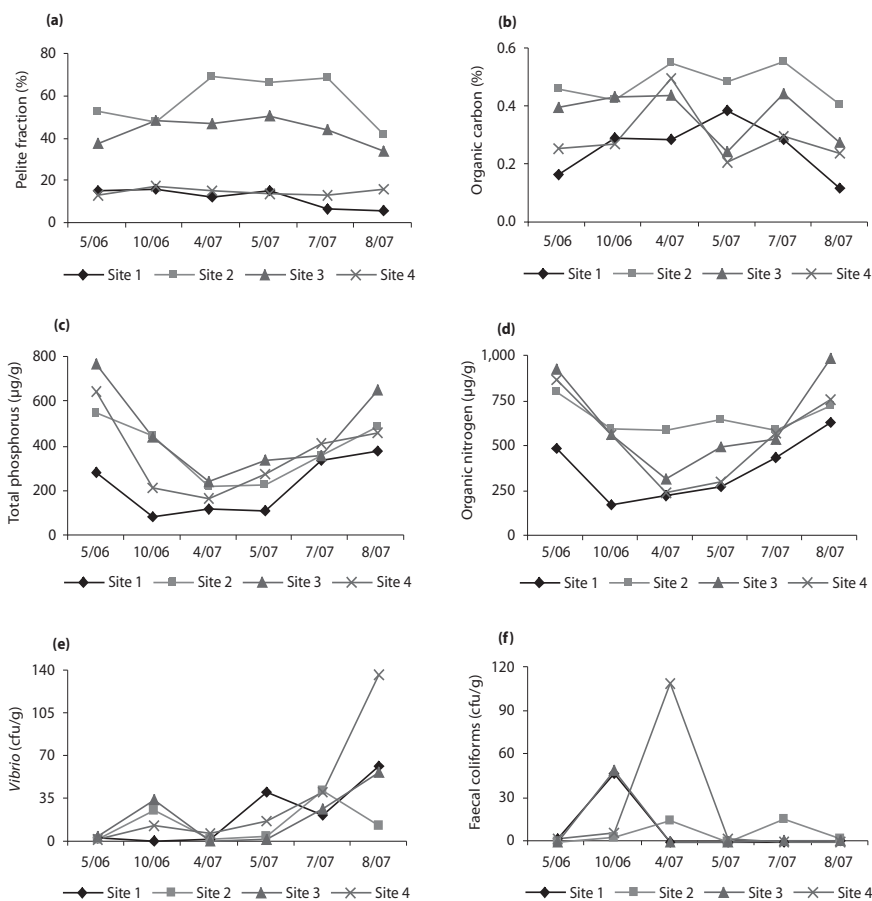 (a)
Pelite fraction (%)
80
60
40
20
0
5/06 10/06 4/07 5/07 7/07 8/07
Site 1 Site 2 Site 3 Site 4
(b)
Organic carbon (%)
0.6
0.4
0.2
0.0
5/06 10/06 4/07 5/07 7/07 8/07
Site 1 Site 2 Site 3 Site 4
(c)
Total phosphorus (µg/g)
800
600
400
200
0
5/06 10/06 4/07 5/07 7/07 8/07
Site 1 Site 2 Site 3 Site 4
(d)
Organic nitrogen (µg/g)
1,000
750
500
250
0
5/06 10/06 4/07 5/07 7/07 8/07
Site 1 Site 2 Site 3 Site 4
(e)
Vibrio (cfu/g)
140
105
70
35
0
5/06 10/06 4/07 5/07 7/07 8/07
Site 1 Site 2 Site 3 Site 4
(f)
Faecal coliforms (cfu/g)
120
90
60
30
0
5/06 10/06 4/07 5/07 7/07 8/07
Site 1 Site 2 Site 3 Site 4